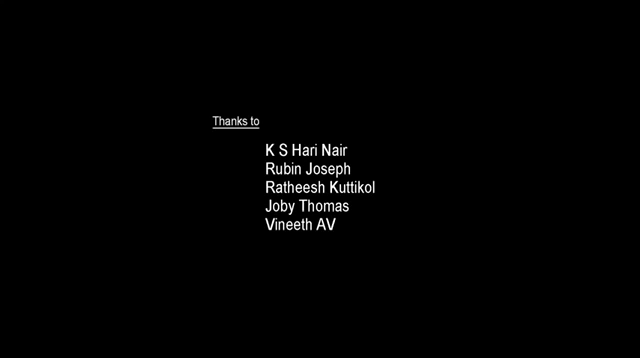 Thanks to
K S Hari Nair
Rubin Joseph
Ratheesh Kuttikol
Joby Thomas
Vineeth AV